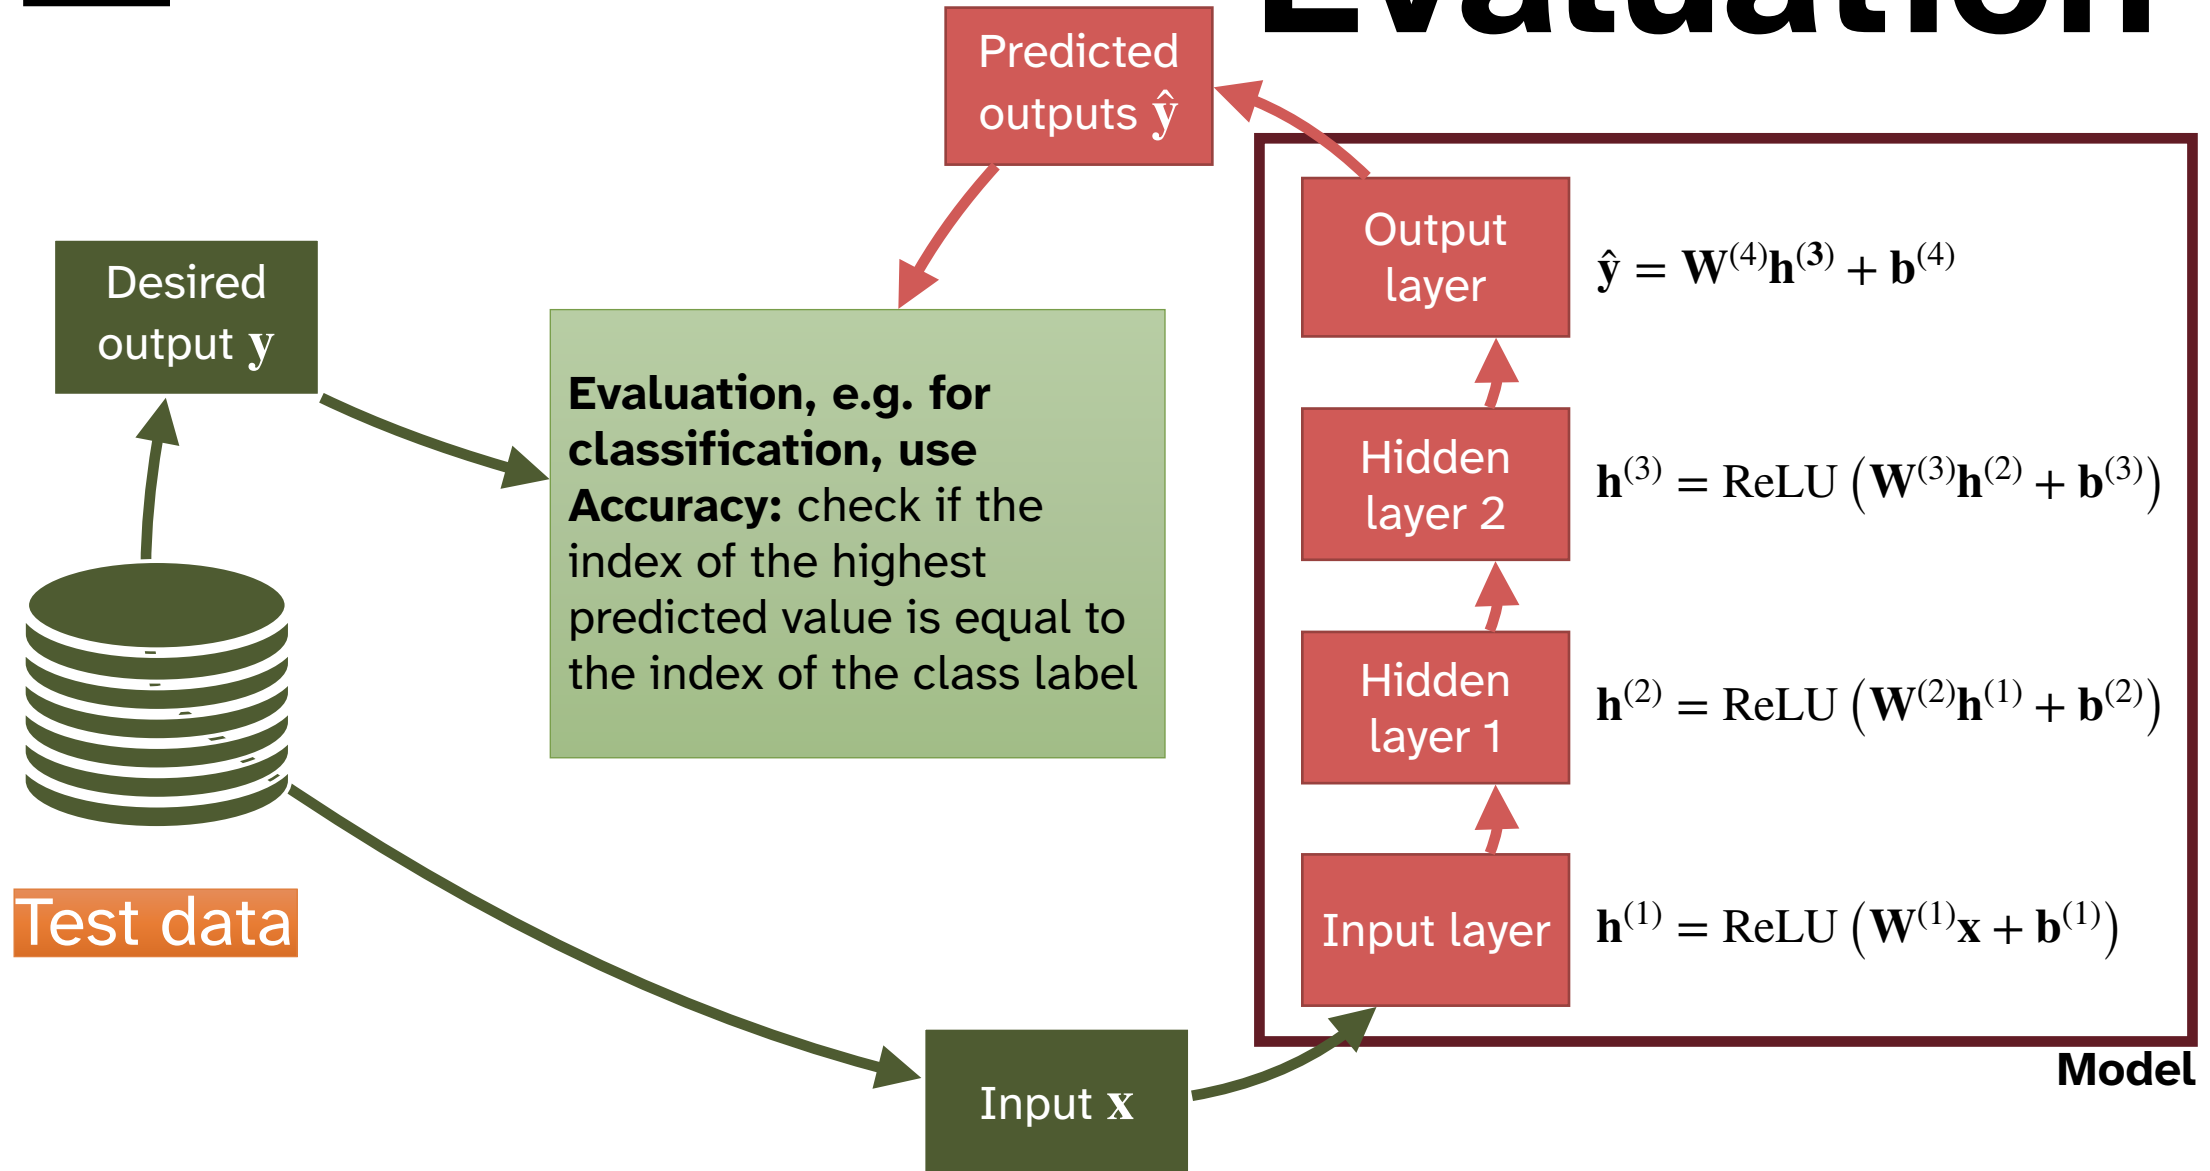 Evaluation
Predicted
outputs ŷ
Desired
output y
Evaluation, e.g. for
classification, use
Accuracy: check if the
index of the highest
predicted value is equal to
the index of the class label
Test data
Input x
Output
layer
ŷ = W⁽⁴⁾h⁽³⁾ + b⁽⁴⁾
Hidden
layer 2
h⁽³⁾ = ReLU (W⁽³⁾h⁽²⁾ + b⁽³⁾)
Hidden
layer 1
h⁽²⁾ = ReLU (W⁽²⁾h⁽¹⁾ + b⁽²⁾)
Input layer
h⁽¹⁾ = ReLU (W⁽¹⁾x + b⁽¹⁾)
Model